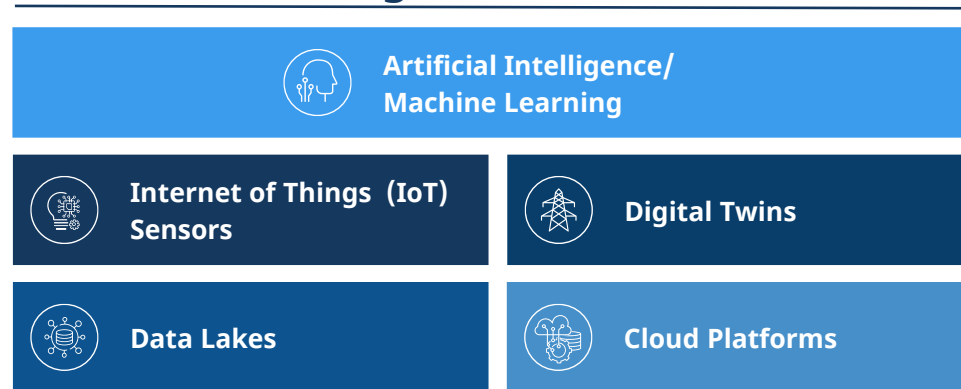 Artificial Intelligence/
Machine Learning
Internet of Things  (IoT)
Sensors
Digital Twins
Data Lakes
Cloud Platforms